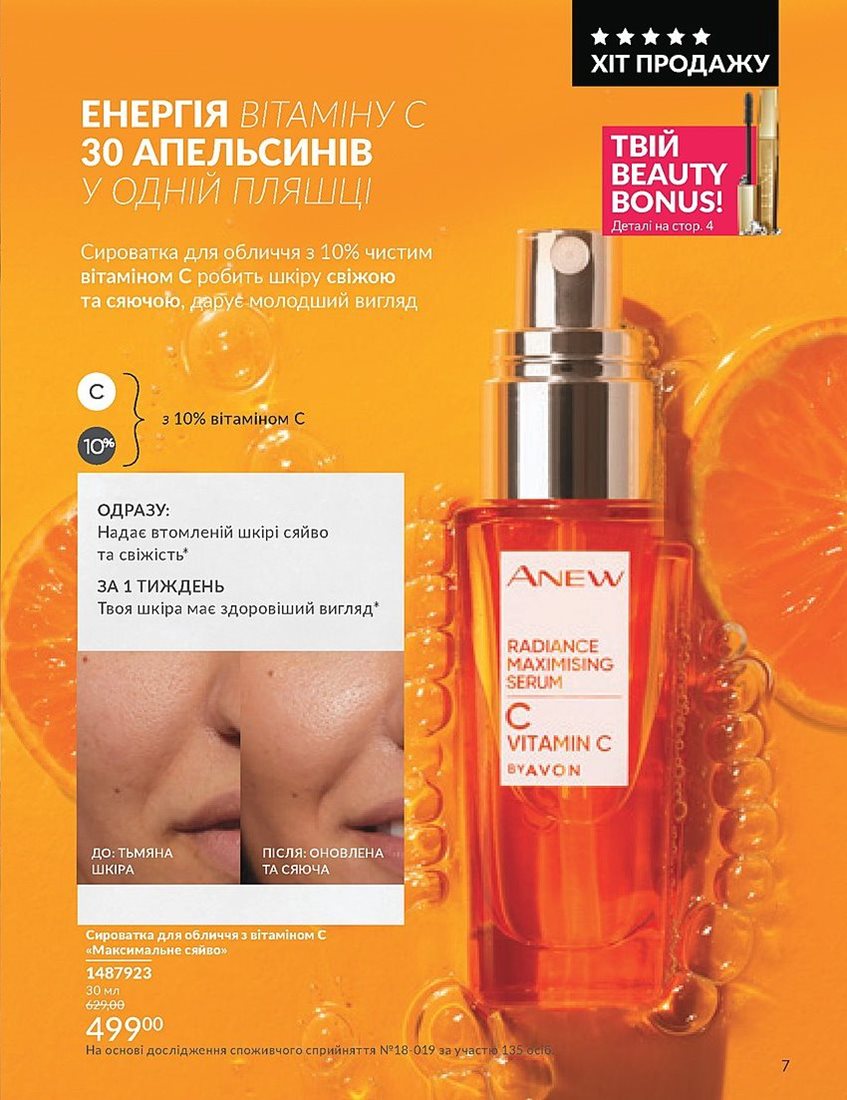 ХІТ ПРОДАЖУ
ЕНЕРГІЯ ВІТАМІНУ С
30 АПЕЛЬСИНІВ
У ОДНІЙ ПЛЯШЦІ
ТВІЙ
BEAUTY
BONUS!
Деталі на стор. 4
Сироватка для обличчя з 10% чистим
вітаміном С робить шкіру свіжою
та сяючою, дарує молодший вигляд
C
10%
з 10% вітаміном С
ОДРАЗУ:
Надає втомленій шкірі сяйво
та свіжість*
ЗА 1 ТИЖДЕНЬ
Твоя шкіра має здоровіший вигляд*
ДО: ТЬМЯНА
ШКІРА
ПІСЛЯ: ОНОВЛЕНА
ТА СЯЮЧА
ANEW
RADIANCE
MAXIMISING
SERUM
C
VITAMIN C
BY AVON
Сироватка для обличчя з вітаміном С
«Максимальне сяйво»
1487923
30 мл
629,00
49900
На основі дослідження споживчого сприйняття №18-019 за участю 135 осіб.
7